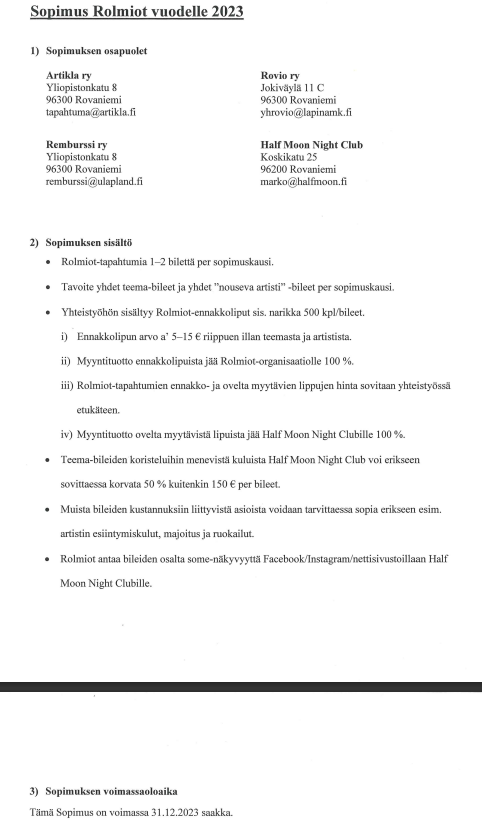 Sopimus Rolmiot vuodelle 2023
1) Sopimuksen osapuolet
Artikla ry
Yliopistonkatu 8
96300 Rovaniemi
tapahtuma@artikla.fi
Rovio ry
Jokiväylä 11 C
96300 Rovaniemi
yhrovio@lapinamk.fi
Remburssi ry
Yliopistonkatu 8
96300 Rovaniemi
remburssi@ulapland.fi
Half Moon Night Club
Koskikatu 25
96200 Rovaniemi
marko@halfmoon.fi
2) Sopimuksen sisältö
• Rolmiot-tapahtumia 1–2 bilettä per sopimuskausi.
• Tavoite yhdet teema-bileet ja yhdet ”nouseva artisti” -bileet per sopimuskausi.
• Yhteistyöhön sisältyy Rolmiot-ennakkoliput sis. narikka 500 kpl/bileet.
i) Ennakkolipun arvo a’ 5–15 € riippuen illan teemasta ja artistista.
ii) Myyntituotto ennakkolipuista jää Rolmiot-organisaatiolle 100 %.
iii) Rolmiot-tapahtumien ennakko- ja ovelta myytävien lippujen hinta sovitaan yhteistyössä
etukäteen.
iv) Myyntituotto ovelta myytävistä lipuista jää Half Moon Night Clubille 100 %.
• Teema-bileiden koristeluihin menevistä kuluista Half Moon Night Club voi erikseen
sovittaessa korvata 50 % kuitenkin 150 € per bileet.
• Muista bileiden kustannuksiin liittyvistä asioista voidaan tarvittaessa sopia erikseen esim.
artistin esiintymiskulut, majoitus ja ruokailut.
• Rolmiot antaa bileiden osalta some-näkyvyyttä Facebook/Instagram/nettisivustoillaan Half
Moon Night Clubille.
3) Sopimuksen voimassaoloaika
Tämä Sopimus on voimassa 31.12.2023 saakka.